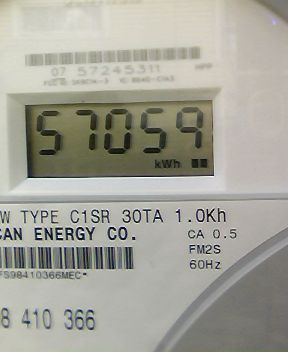 07 57245311
57059
kWh
W TYPE C1SR 30TA 1.0Kh
CAN ENERGY CO.
CA 0.5
FM2S
60Hz
FS98410366MEC*
8 410 366